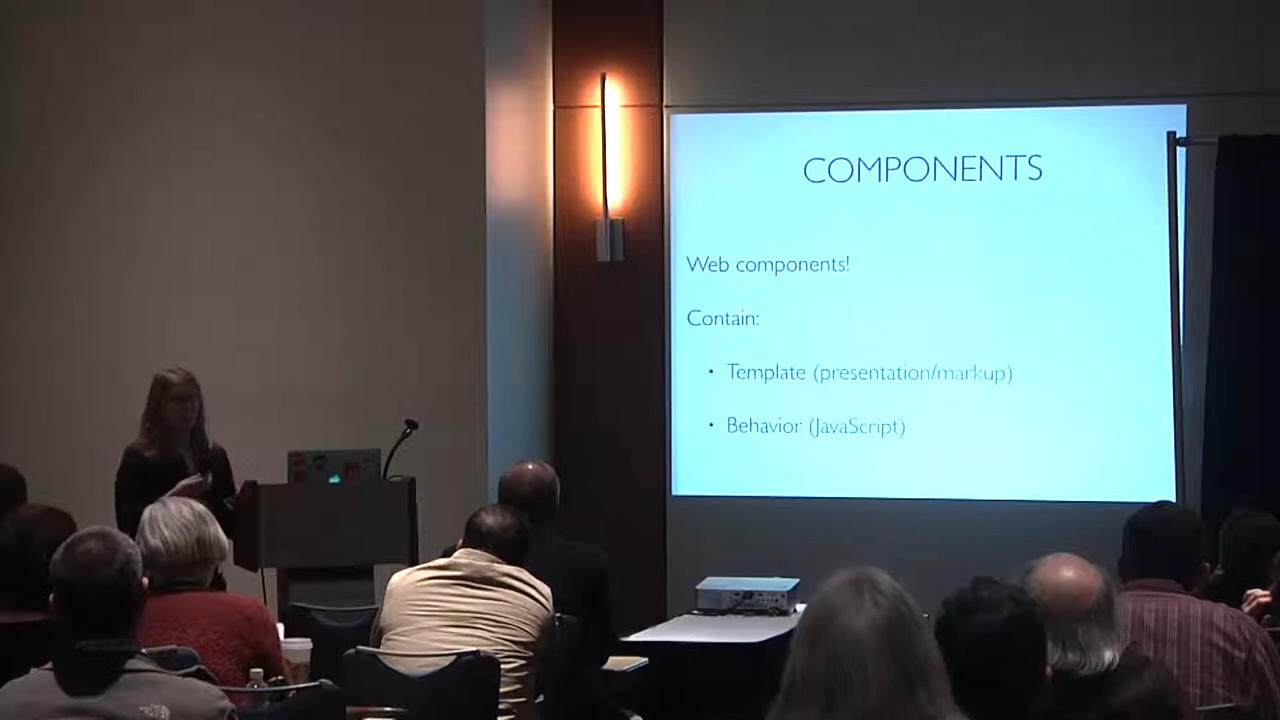 COMPONENTS
Web components!
Contain:
• Template (presentation/markup)
• Behavior (JavaScript)